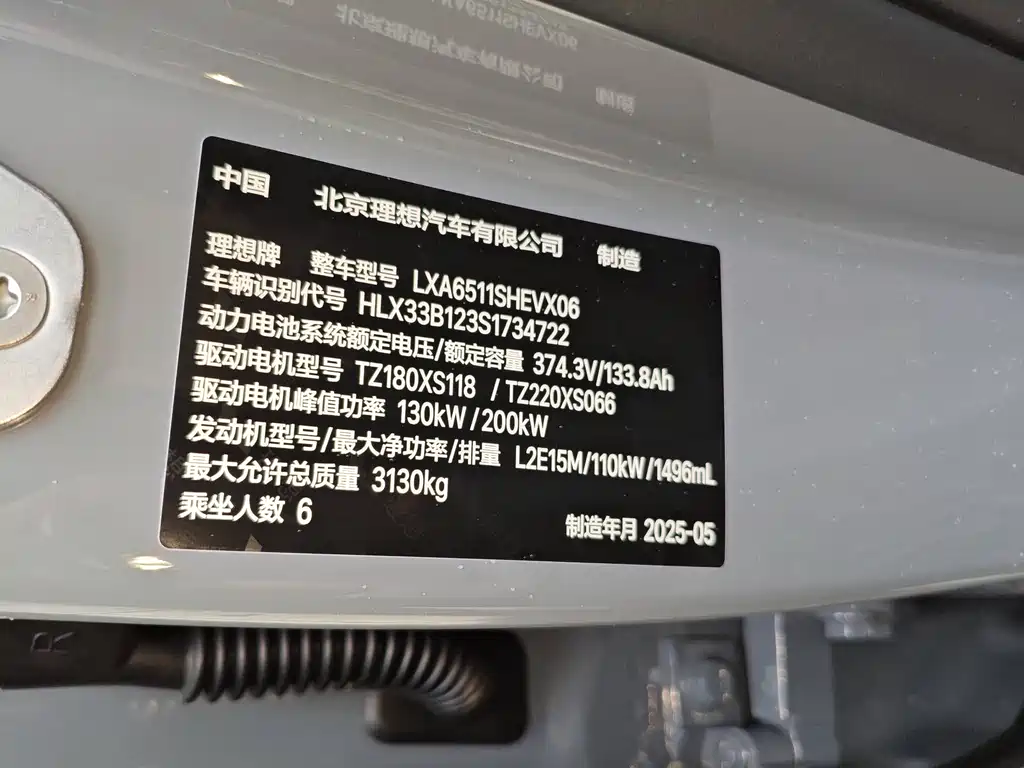 中国 北京理想汽车有限公司 制造
理想牌 整车型号 LXA6511SHEVX06
车辆识别代号 HLX33B123S1734722
动力电池系统额定电压/额定容量 374.3V/133.8Ah
驱动电机型号 TZ180XS118 / TZ220XS066
驱动电机峰值功率 130kW / 200kW
发动机型号/最大净功率/排量 L2E15M/110kW/1496mL
最大允许总质量 3130kg
乘坐人数 6 制造年月 2025-05
R